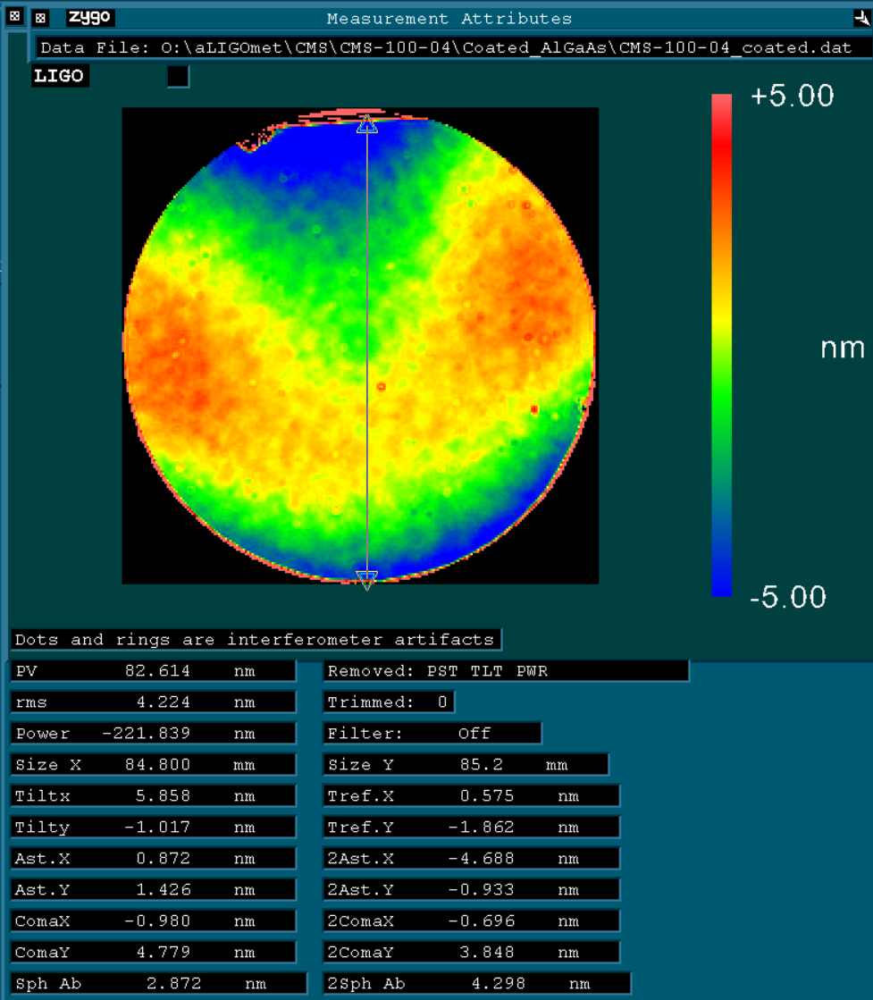 zygo Measurement Attributes
Data File: O:\aLIGOmet\CMS\CMS-100-04\Coated_AlGaAs\CMS-100-04_coated.dat
LIGO
+5.00
nm
-5.00
Dots and rings are interferometer artifacts
PV 82.614 nm Removed: PST TLT PWR
rms 4.224 nm Trimmed: 0
Power -221.839 nm Filter: Off
Size X 84.800 mm Size Y 85.2 mm
Tiltx 5.858 nm Tref.X 0.575 nm
Tilty -1.017 nm Tref.Y -1.862 nm
Ast.X 0.872 nm 2Ast.X -4.688 nm
Ast.Y 1.426 nm 2Ast.Y -0.933 nm
ComaX -0.980 nm 2ComaX -0.696 nm
ComaY 4.779 nm 2ComaY 3.848 nm
Sph Ab 2.872 nm 2Sph Ab 4.298 nm